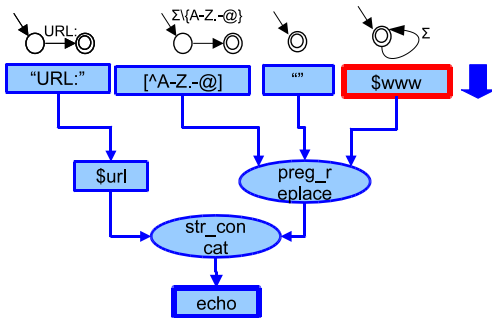 URL:
Σ\{A-Z.-@}
Σ
“URL:”
[^A-Z.-@]
“”
$www
$url
preg_r
eplace
str_con
cat
echo